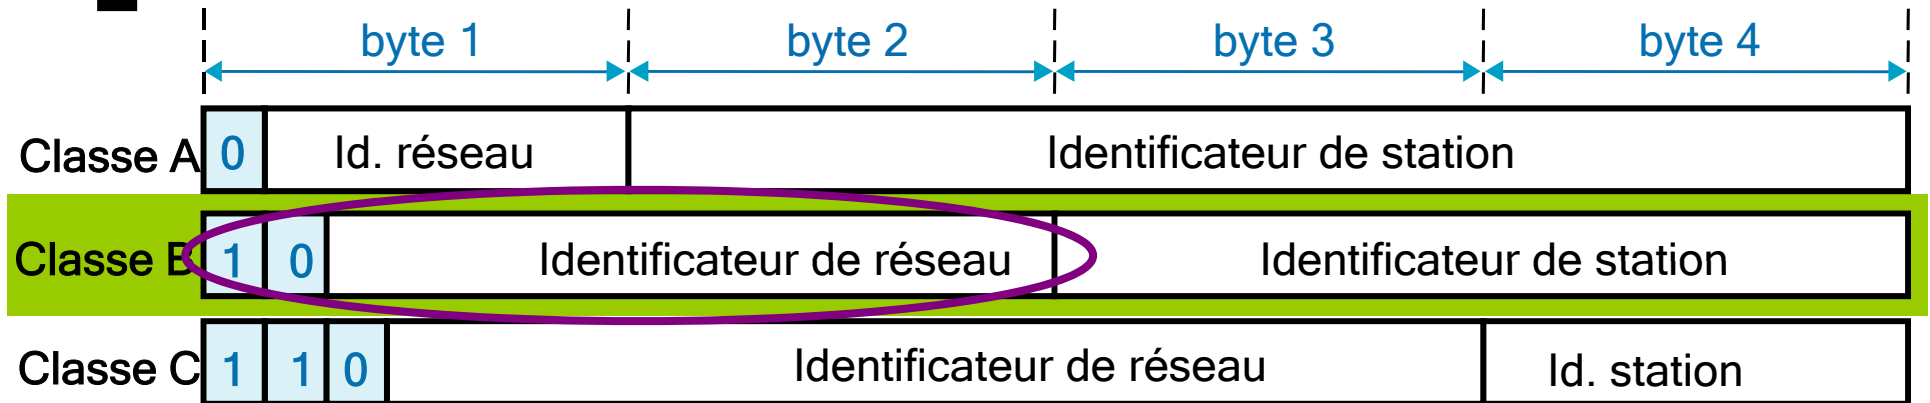 byte 1 byte 2 byte 3 byte 4
Classe A 0 Id. réseau Identificateur de station
Classe B 1 0 Identificateur de réseau Identificateur de station
Classe C 1 1 0 Identificateur de réseau Id. station